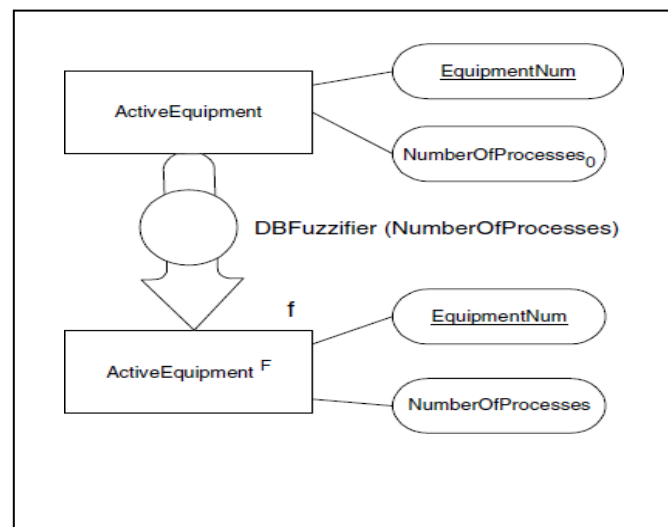 EquipmentNum
ActiveEquipment
NumberOfProcesses0
DBFuzzifier (NumberOfProcesses)
f
EquipmentNum
ActiveEquipment F
NumberOfProcesses